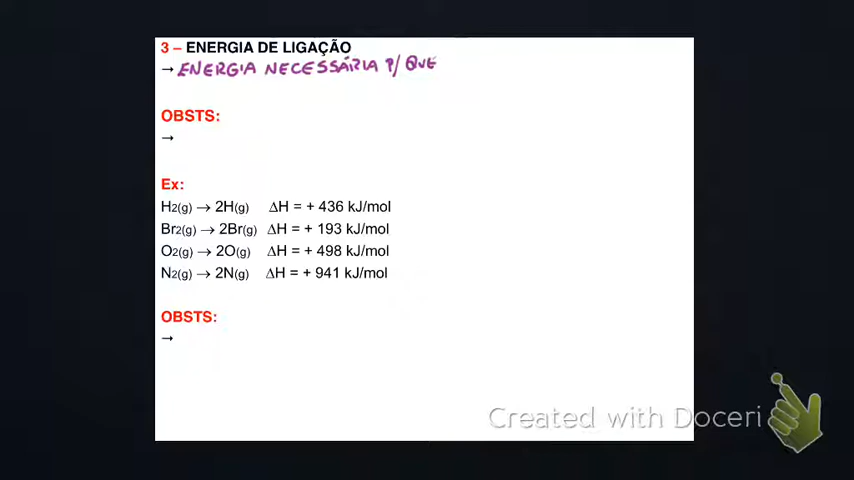 3 – ENERGIA DE LIGAÇÃO
→ ENERGIA NECESSÁRIA P/ QUE
OBSTS:
→
Ex:
H2(g) → 2H(g) ΔH = + 436 kJ/mol
Br2(g) → 2Br(g) ΔH = + 193 kJ/mol
O2(g) → 2O(g) ΔH = + 498 kJ/mol
N2(g) → 2N(g) ΔH = + 941 kJ/mol
OBSTS:
→
Created with Doceri